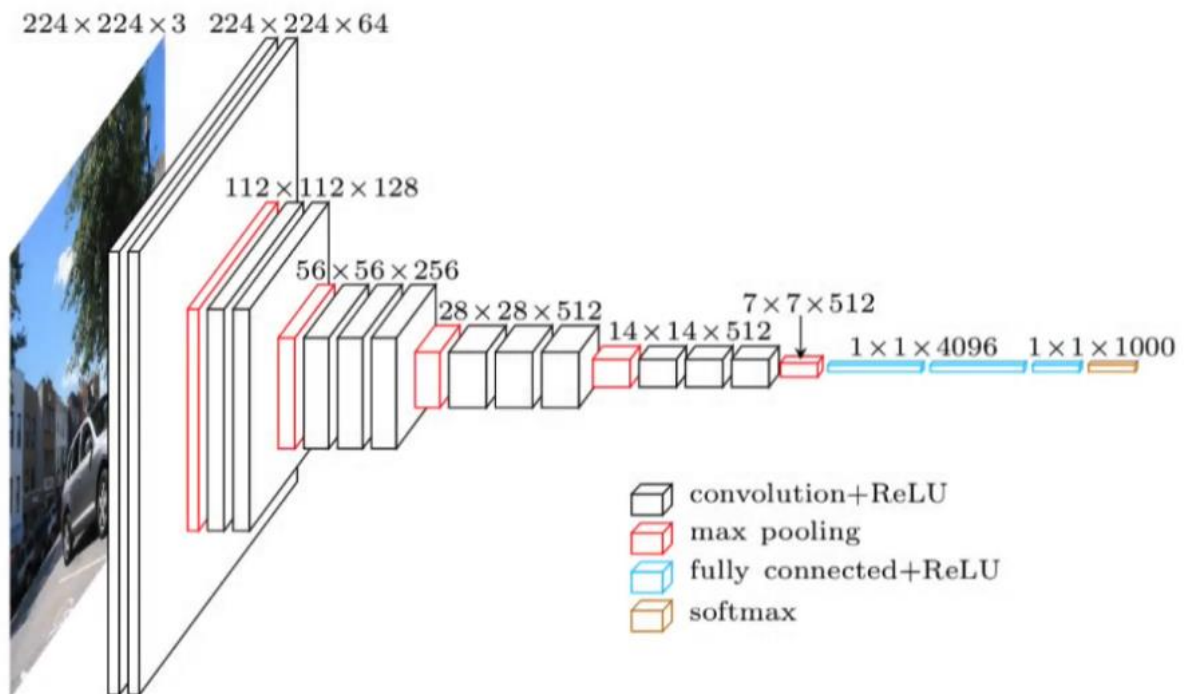 224 × 224 × 3
224 × 224 × 64
112 × 112 × 128
56 × 56 × 256
28 × 28 × 512
14 × 14 × 512
7 × 7 × 512
1 × 1 × 4096
1 × 1 × 1000
convolution+ReLU
max pooling
fully connected+ReLU
softmax